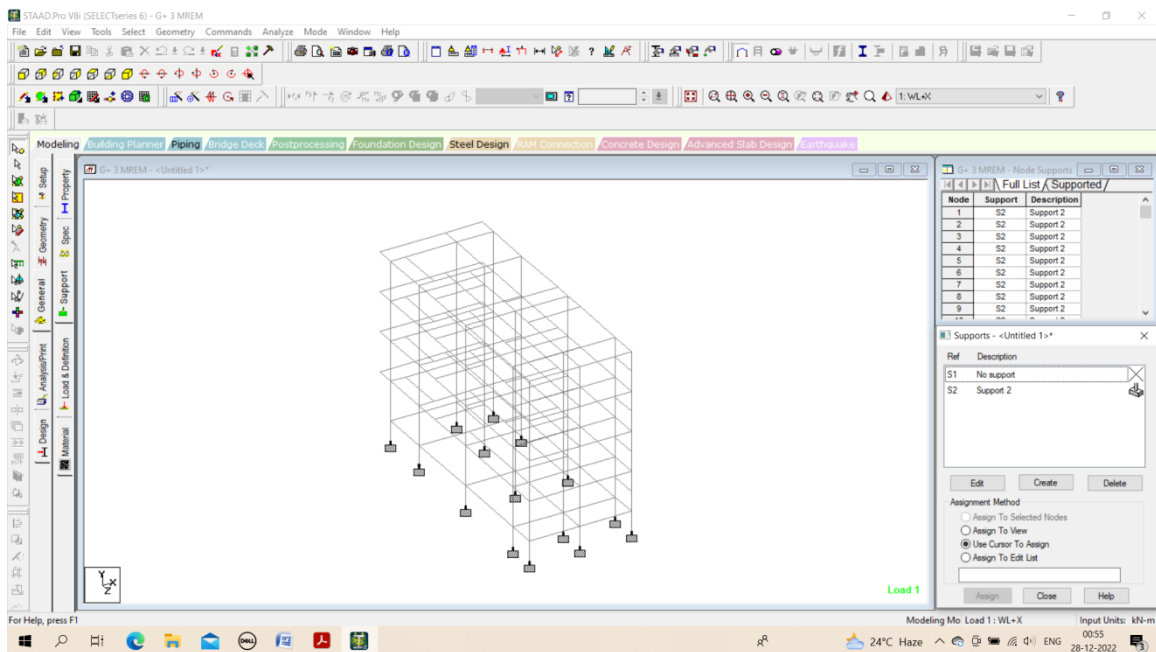 STAAD.Pro V8i (SELECTseries 6) - G+ 3 MREM
File Edit View Tools Select Geometry Commands Analyze Mode Window Help
1: WL+X
Modeling Building Planner Piping Bridge Deck Postprocessing Foundation Design Steel Design RAM Connection Concrete Design Advanced Slab Design Earthquake
Setup
Geometry
General
Analysis/Print
Design
Property
Spec
Support
Load & Definition
Material
G+ 3 MREM - <Untitled 1>*
Y
X
Z
Load 1
G+ 3 MREM - Node Supports
Full List Supported
Node Support Description
1 S2 Support 2
2 S2 Support 2
3 S2 Support 2
4 S2 Support 2
5 S2 Support 2
6 S2 Support 2
7 S2 Support 2
8 S2 Support 2
9 S2 Support 2
Supports - <Untitled 1>*
Ref Description
S1 No support
S2 Support 2
Edit Create Delete
Assignment Method
Assign To Selected Nodes
Assign To View
Use Cursor To Assign
Assign To Edit List
Assign Close Help
For Help, press F1
Modeling Mo Load 1 : WL+X Input Units: kN-m
DELL
24°C Haze ENG 00:55
28-12-2022
3